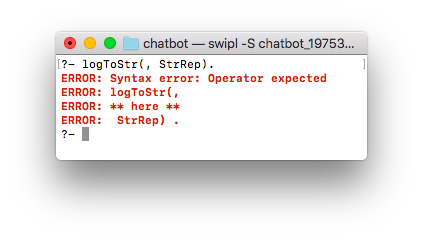 chatbot — swipl -S chatbot_19753...
[?- logToStr(, StrRep). ]
ERROR: Syntax error: Operator expected
ERROR: logToStr(,
ERROR: ** here **
ERROR:  StrRep) .
?-